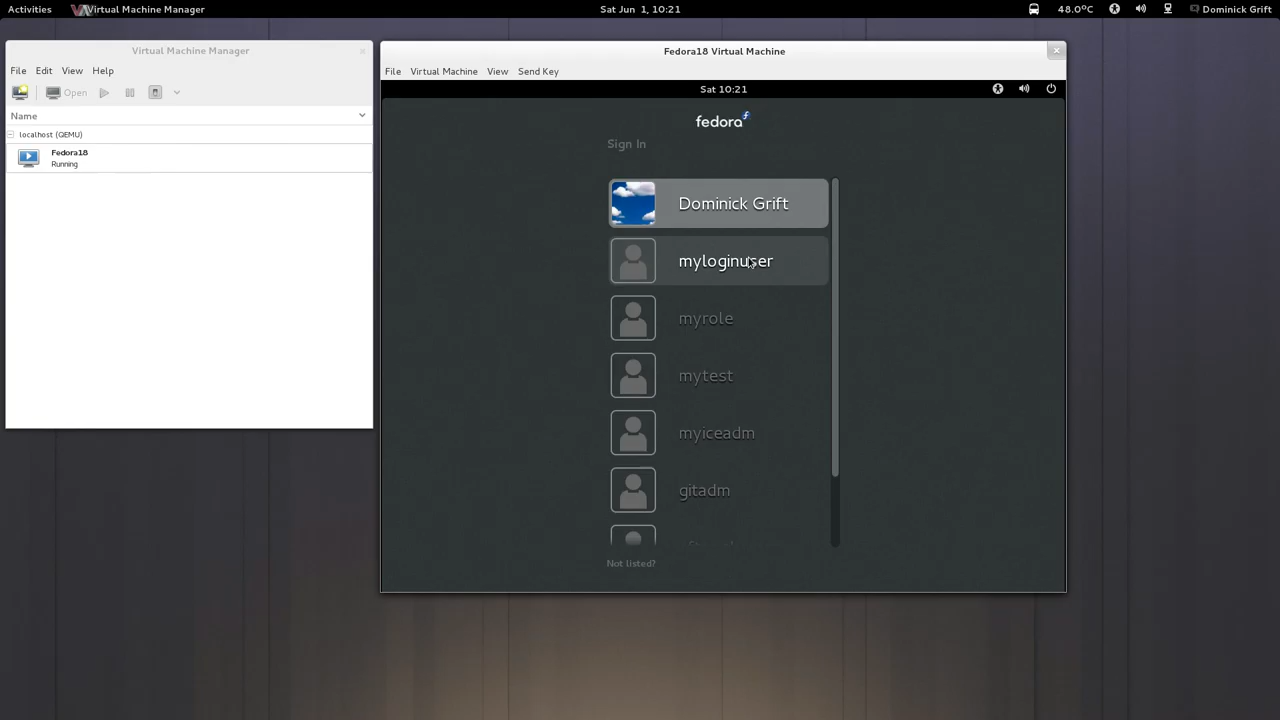 Activities
Virtual Machine Manager
Sat Jun 1, 10:21
48.0°C
Dominick Grift
Virtual Machine Manager
File Edit View Help
Open
Name
localhost (QEMU)
Fedora18
Running
Fedora18 Virtual Machine
File Virtual Machine View Send Key
Sat 10:21
fedora
Sign In
Dominick Grift
myloginuser
myrole
mytest
myiceadm
gitadm
Not listed?